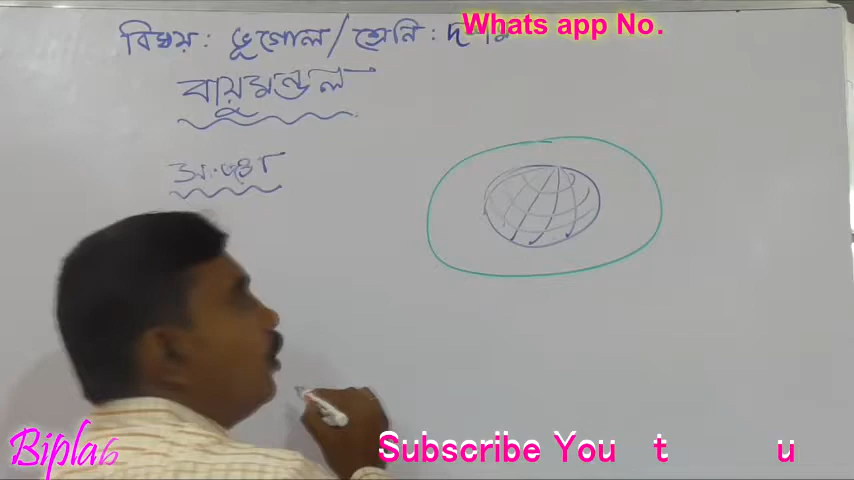 বিষয়: ভূগোল/শ্রেনি: দ
Whats app No.
বায়ুমন্ডল
সংজ্ঞা
Biplab
Subscribe You t u